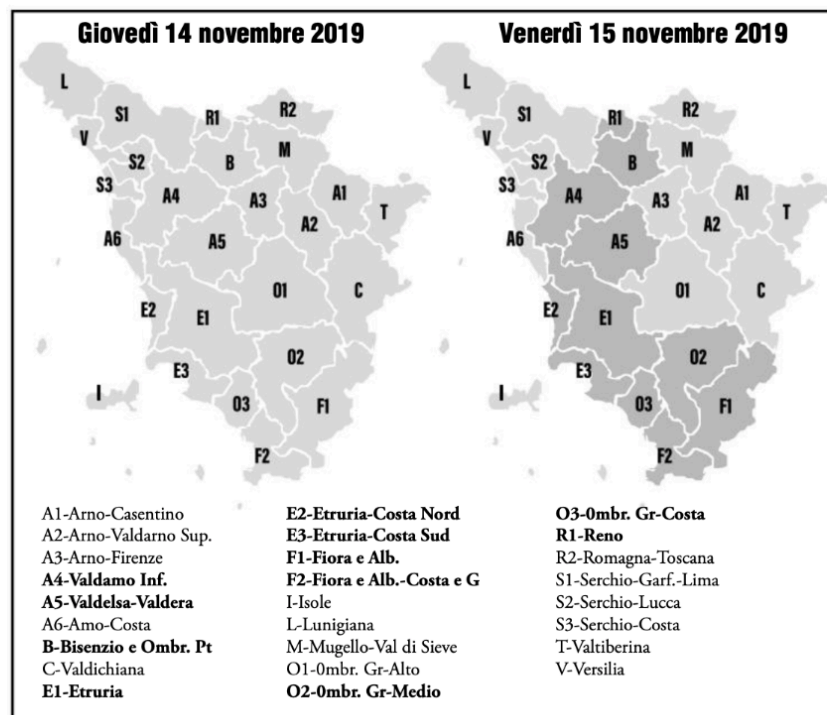 Giovedì 14 novembre 2019
L
S1
R1
R2
V
S2
B
M
S3
A4
A3
A1
T
A6
A5
A2
E2
E1
O1
C
E3
O2
I
O3
F1
F2
Venerdì 15 novembre 2019
L
S1
R1
R2
V
S2
B
M
S3
A4
A3
A1
T
A6
A5
A2
E2
E1
O1
C
E3
O2
I
O3
F1
F2
A1-Arno-Casentino
A2-Arno-Valdarno Sup.
A3-Arno-Firenze
A4-Valdamo Inf.
A5-Valdelsa-Valdera
A6-Amo-Costa
B-Bisenzio e Ombr. Pt
C-Valdichiana
E1-Etruria
E2-Etruria-Costa Nord
E3-Etruria-Costa Sud
F1-Fiora e Alb.
F2-Fiora e Alb.-Costa e G
I-Isole
L-Lunigiana
M-Mugello-Val di Sieve
O1-0mbr. Gr-Alto
O2-0mbr. Gr-Medio
O3-0mbr. Gr-Costa
R1-Reno
R2-Romagna-Toscana
S1-Serchio-Garf.-Lima
S2-Serchio-Lucca
S3-Serchio-Costa
T-Valtiberina
V-Versilia